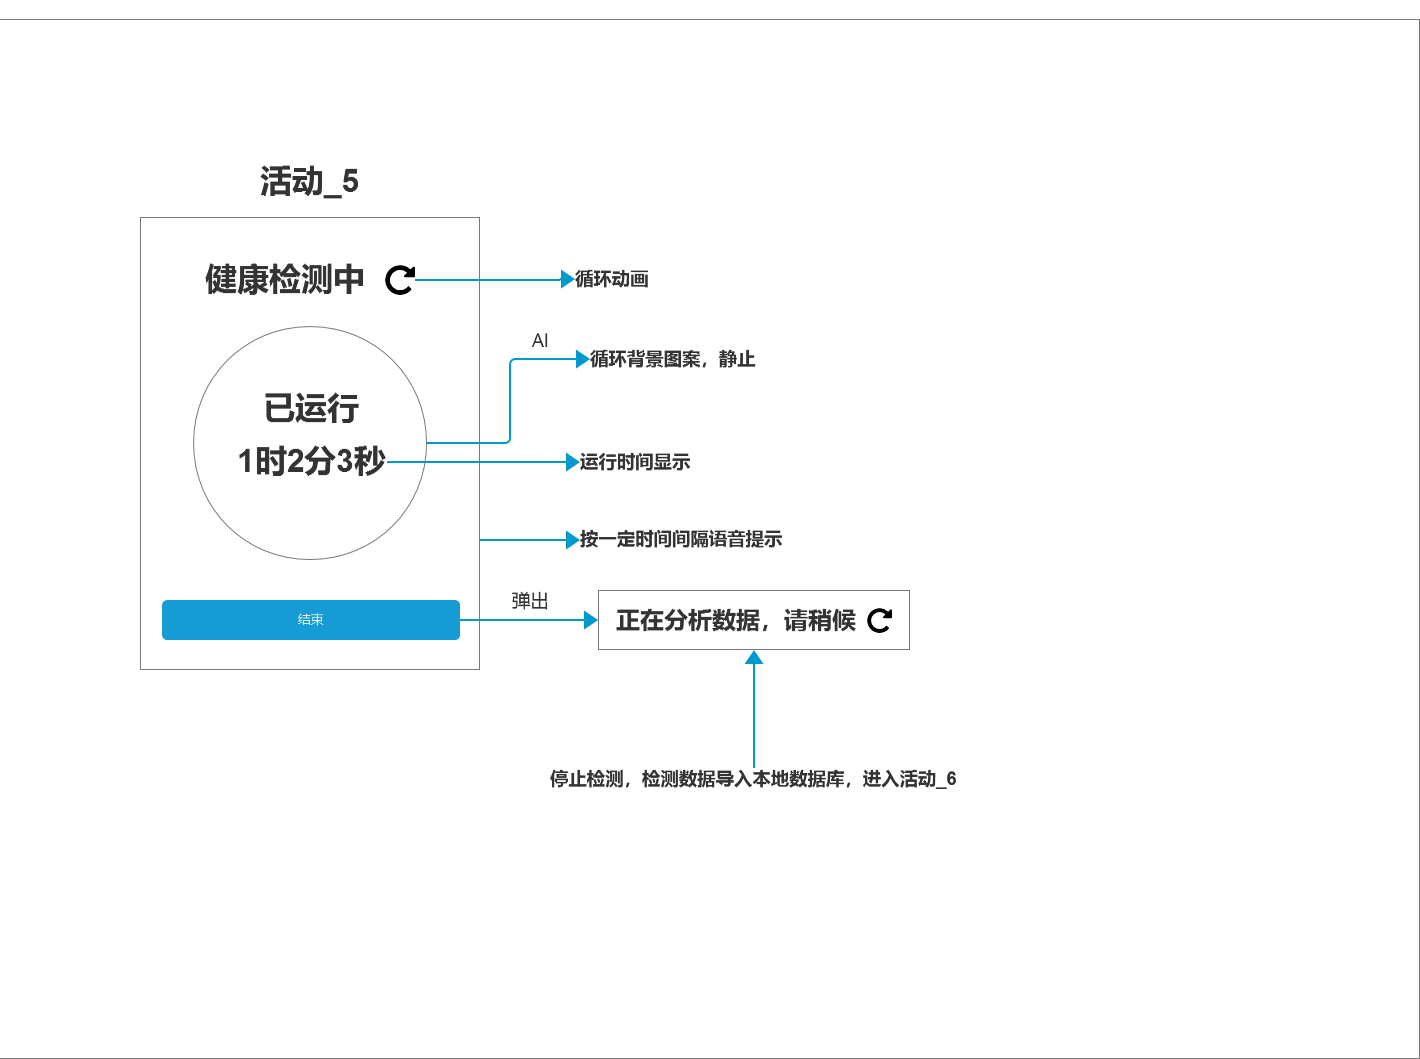 活动_5
健康检测中
循环动画
AI
循环背景图案，静止
已运行
1时2分3秒
运行时间显示
按一定时间间隔语音提示
结束
弹出
正在分析数据，请稍候
停止检测，检测数据导入本地数据库，进入活动_6